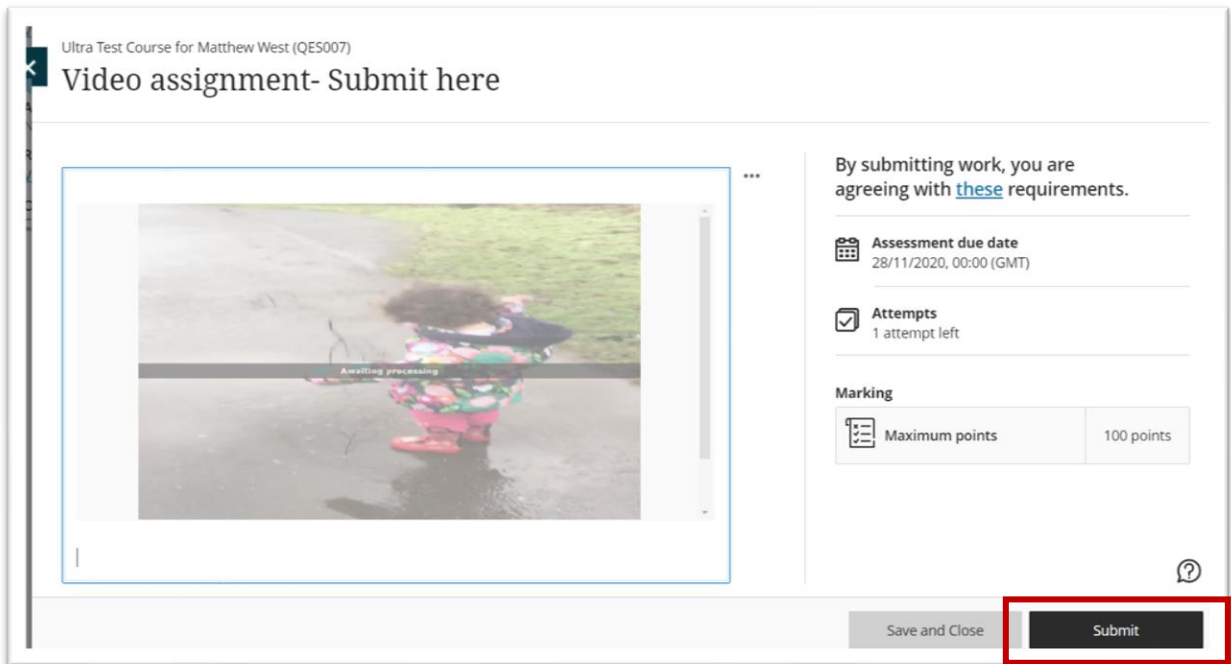 Ultra Test Course for Matthew West (QES007)
Video assignment- Submit here
Awaiting processing
By submitting work, you are
agreeing with these requirements.
Assessment due date
28/11/2020, 00:00 (GMT)
Attempts
1 attempt left
Marking
Maximum points
100 points
Save and Close
Submit